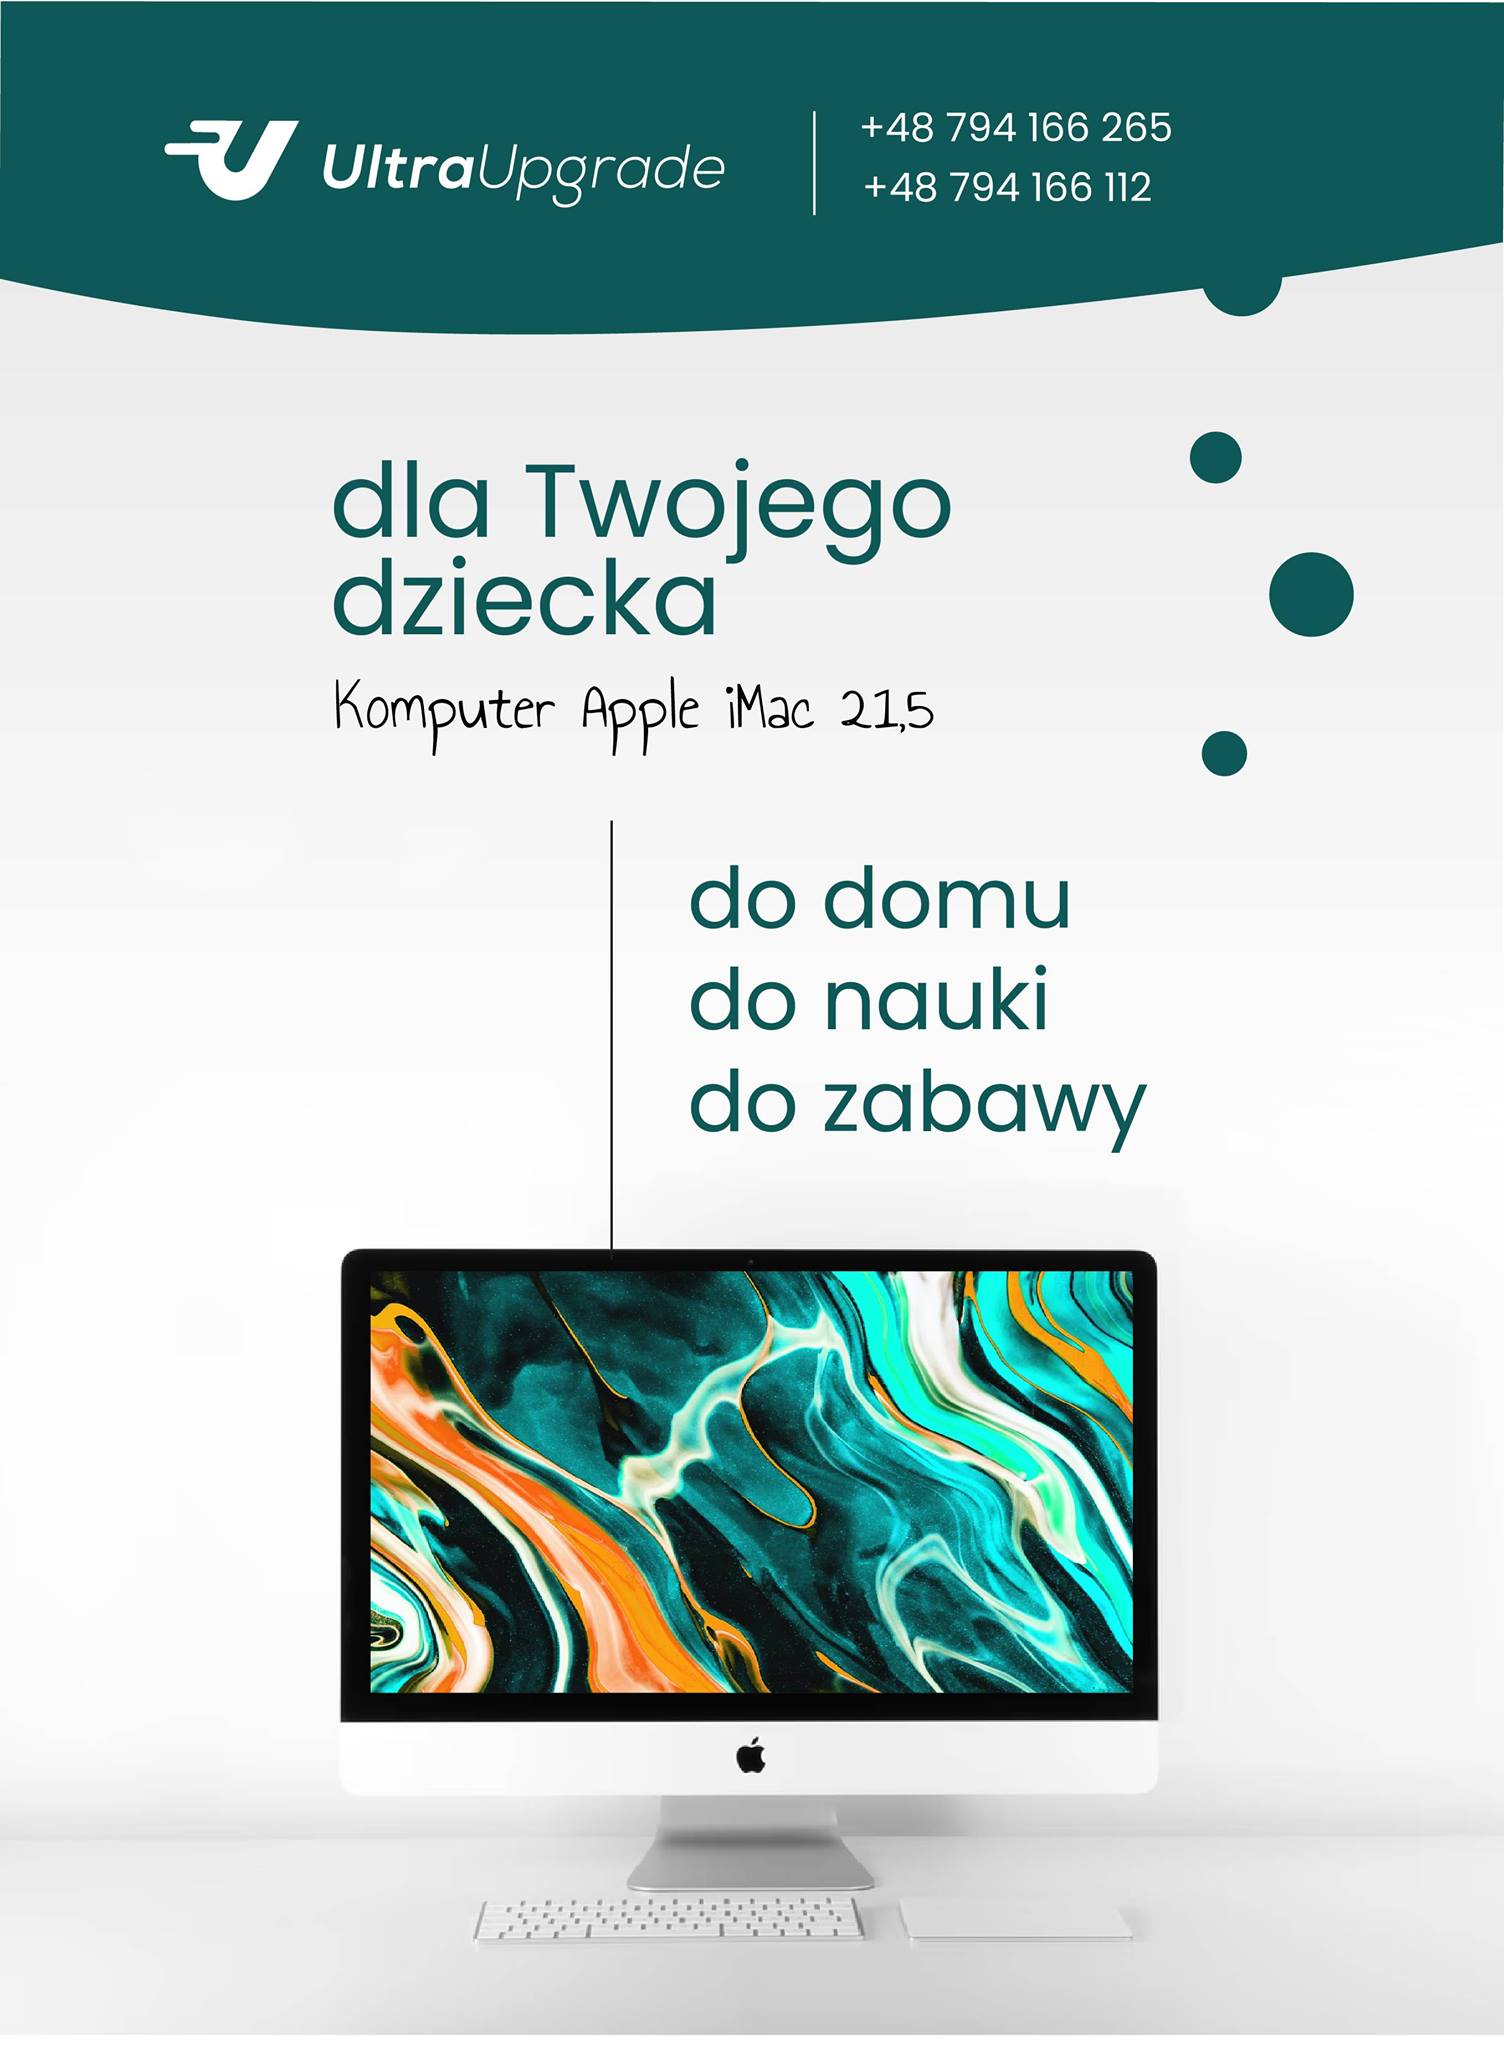 UltraUpgrade
+48 794 166 265
+48 794 166 112
dla Twojego
dziecka
Komputer Apple iMac 21,5
do domu
do nauki
do zabawy